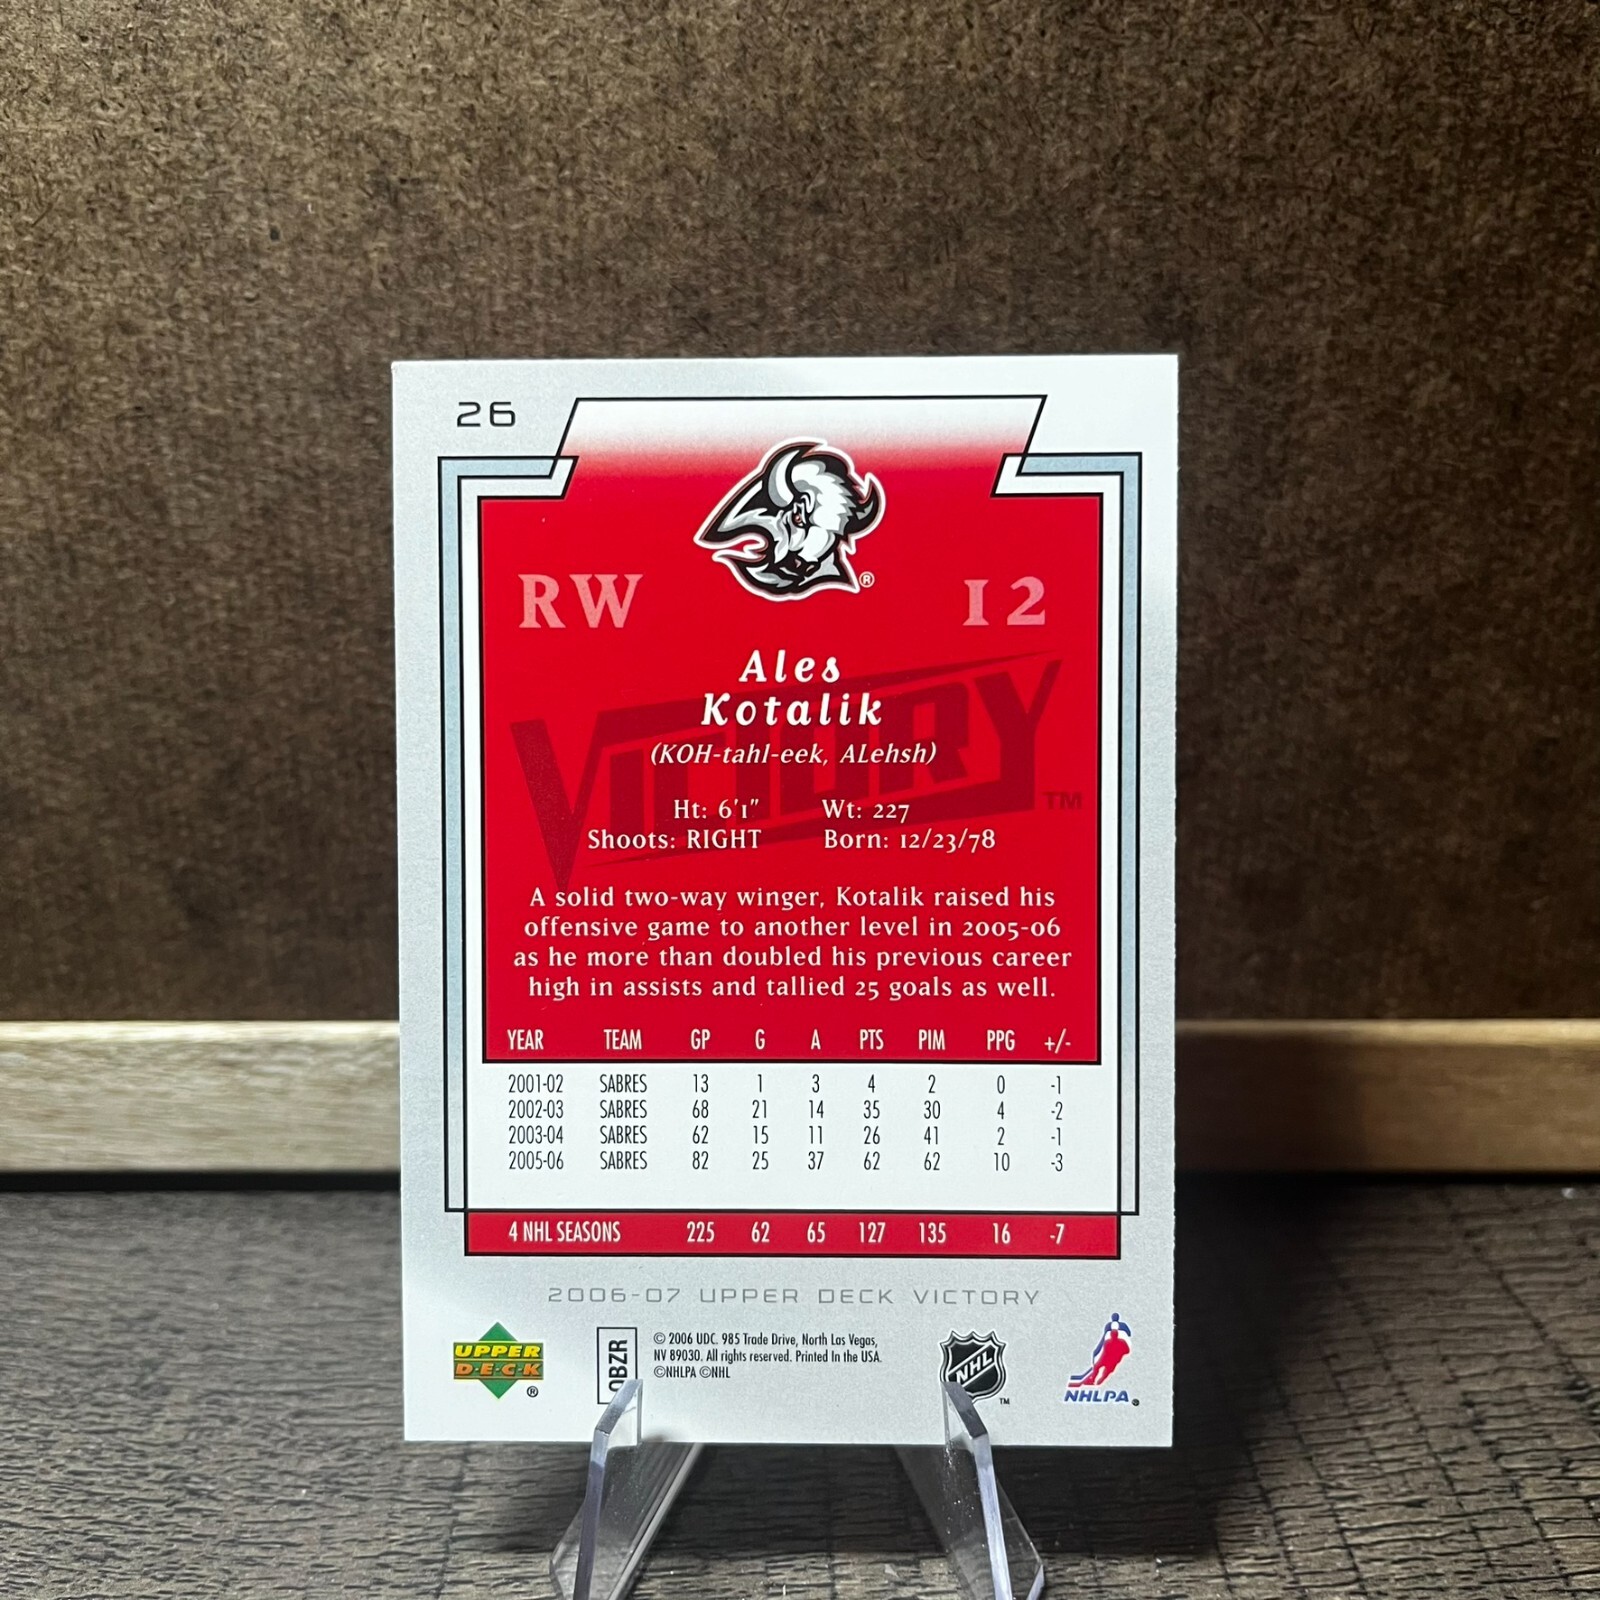 26
®
RW 12
Ales
Kotalik
(KOH-tahl-eek, ALehsh)
VICTORY TM
Ht: 6'1" Wt: 227
Shoots: RIGHT Born: 12/23/78
A solid two-way winger, Kotalik raised his
offensive game to another level in 2005-06
as he more than doubled his previous career
high in assists and tallied 25 goals as well.
YEAR TEAM GP G A PTS PIM PPG +/-
2001-02 SABRES 13 1 3 4 2 0 -1
2002-03 SABRES 68 21 14 35 30 4 -2
2003-04 SABRES 62 15 11 26 41 2 -1
2005-06 SABRES 82 25 37 62 62 10 -3
4 NHL SEASONS 225 62 65 127 135 16 -7
2006-07 UPPER DECK VICTORY
UPPER
DECK
®
OBZR
© 2006 UDC. 985 Trade Drive, North Las Vegas,
NV 89030. All rights reserved. Printed In the USA.
©NHLPA ©NHL
NHL
TM
NHLPA